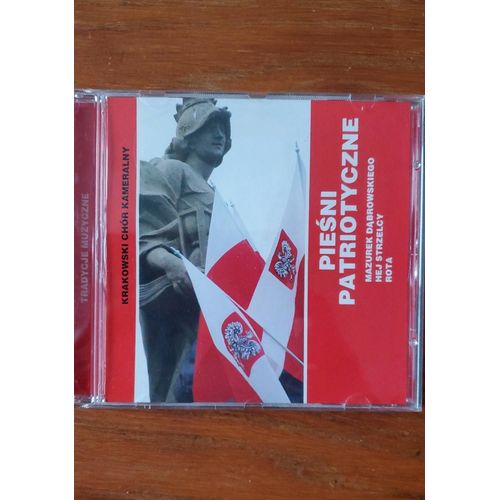 TRADYCJE MUZYCZNE
KRAKOWSKI CHÓR KAMERALNY
PIEŚNI
PATRIOTYCZNE
MAZUREK DĄBROWSKIEGO
HEJ STRZELCY
ROTA